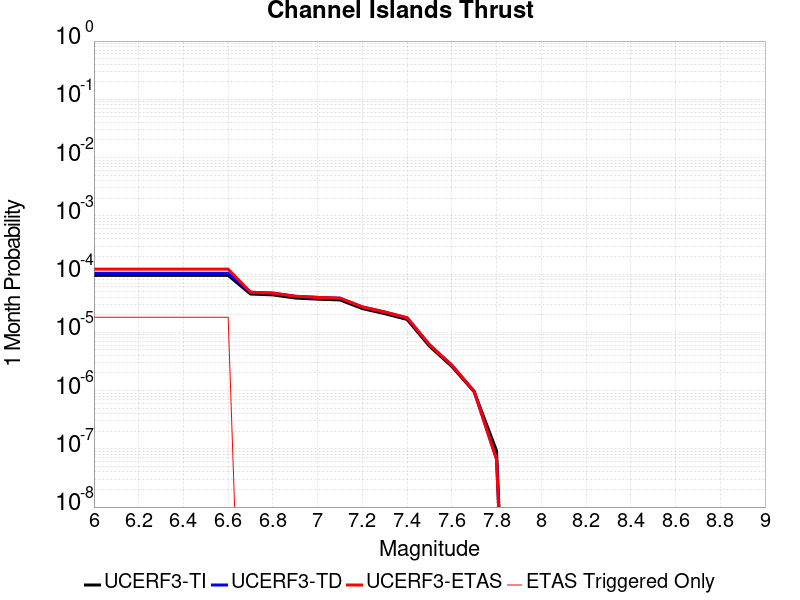 Channel Islands Thrust
10^0
10^-1
10^-2
10^-3
10^-4
10^-5
10^-6
10^-7
10^-8
1 Month Probability
6 6.2 6.4 6.6 6.8 7 7.2 7.4 7.6 7.8 8 8.2 8.4 8.6 8.8 9
Magnitude
UCERF3-TI UCERF3-TD UCERF3-ETAS ETAS Triggered Only